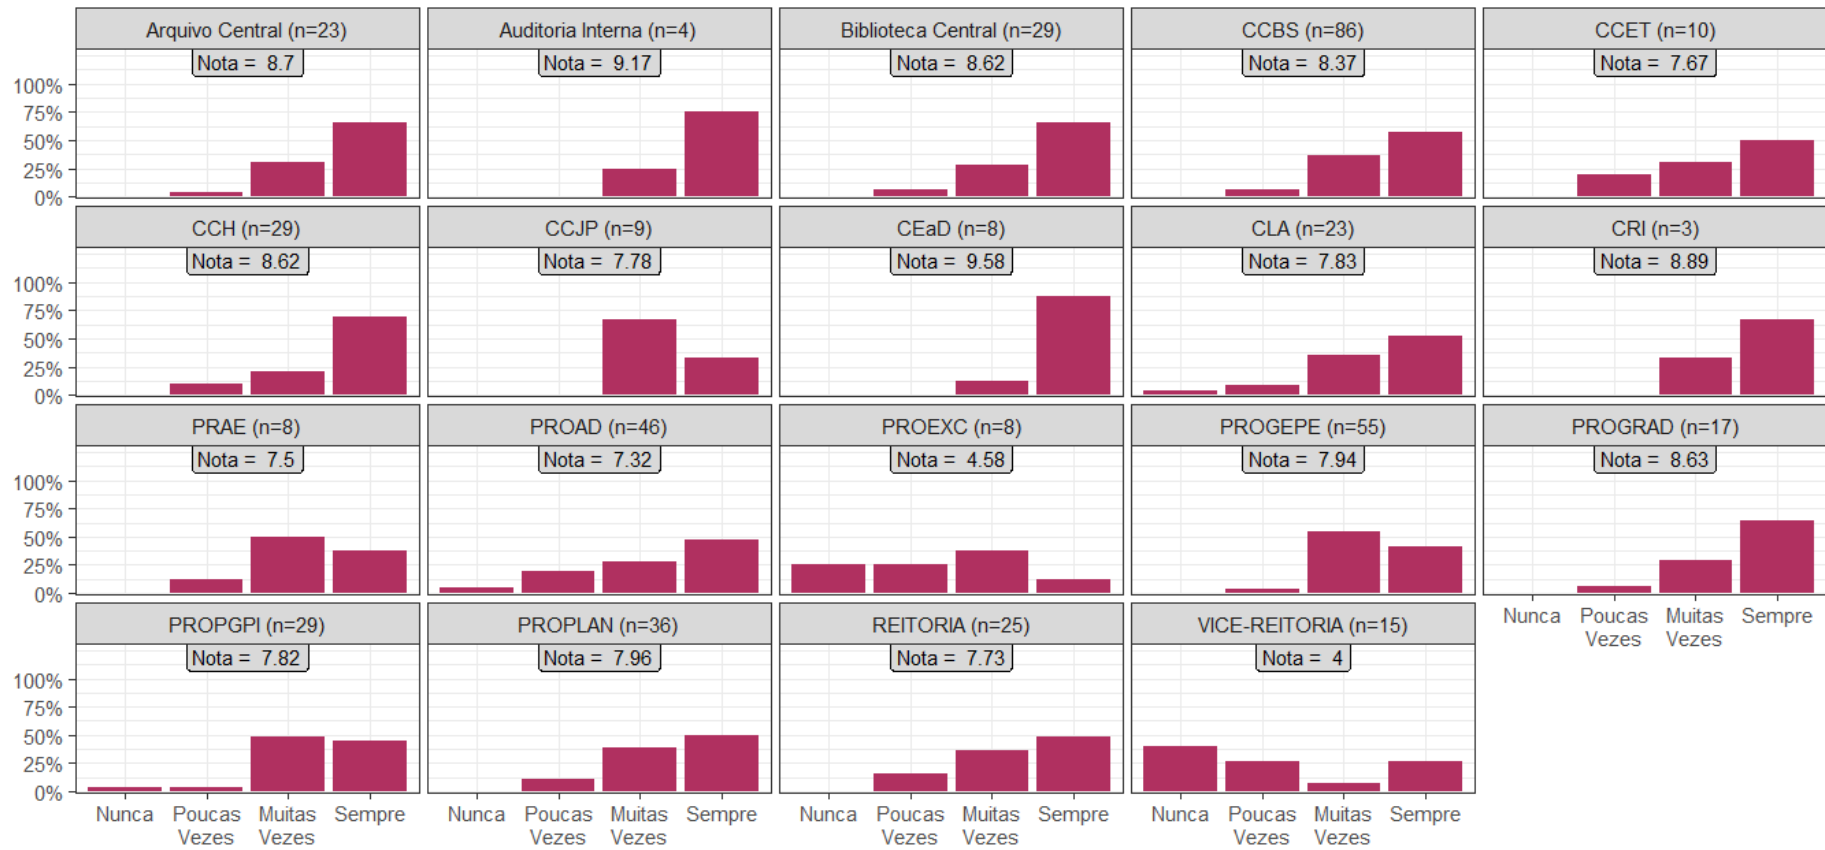 Arquivo Central (n=23)
Auditoria Interna (n=4)
Biblioteca Central (n=29)
CCBS (n=86)
CCET (n=10)
Nota = 8.7
Nota = 9.17
Nota = 8.62
Nota = 8.37
Nota = 7.67
100%
75%
50%
25%
0%
CCH (n=29)
CCJP (n=9)
CEaD (n=8)
CLA (n=23)
CRI (n=3)
Nota = 8.62
Nota = 7.78
Nota = 9.58
Nota = 7.83
Nota = 8.89
100%
75%
50%
25%
0%
PRAE (n=8)
PROAD (n=46)
PROEXC (n=8)
PROGEPE (n=55)
PROGRAD (n=17)
Nota = 7.5
Nota = 7.32
Nota = 4.58
Nota = 7.94
Nota = 8.63
100%
75%
50%
25%
0%
PROPGPI (n=29)
PROPLAN (n=36)
REITORIA (n=25)
VICE-REITORIA (n=15)
Nunca
Poucas
Vezes
Muitas
Vezes
Sempre
Nota = 7.82
Nota = 7.96
Nota = 7.73
Nota = 4
100%
75%
50%
25%
0%
Nunca
Poucas
Vezes
Muitas
Vezes
Sempre
Nunca
Poucas
Vezes
Muitas
Vezes
Sempre
Nunca
Poucas
Vezes
Muitas
Vezes
Sempre
Nunca
Poucas
Vezes
Muitas
Vezes
Sempre